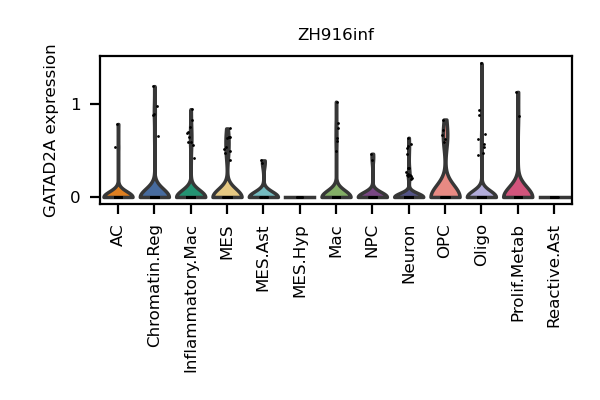 ZH916inf
GATAD2A expression
1
0
AC
Chromatin.Reg
Inflammatory.Mac
MES
MES.Ast
MES.Hyp
Mac
NPC
Neuron
OPC
Oligo
Prolif.Metab
Reactive.Ast